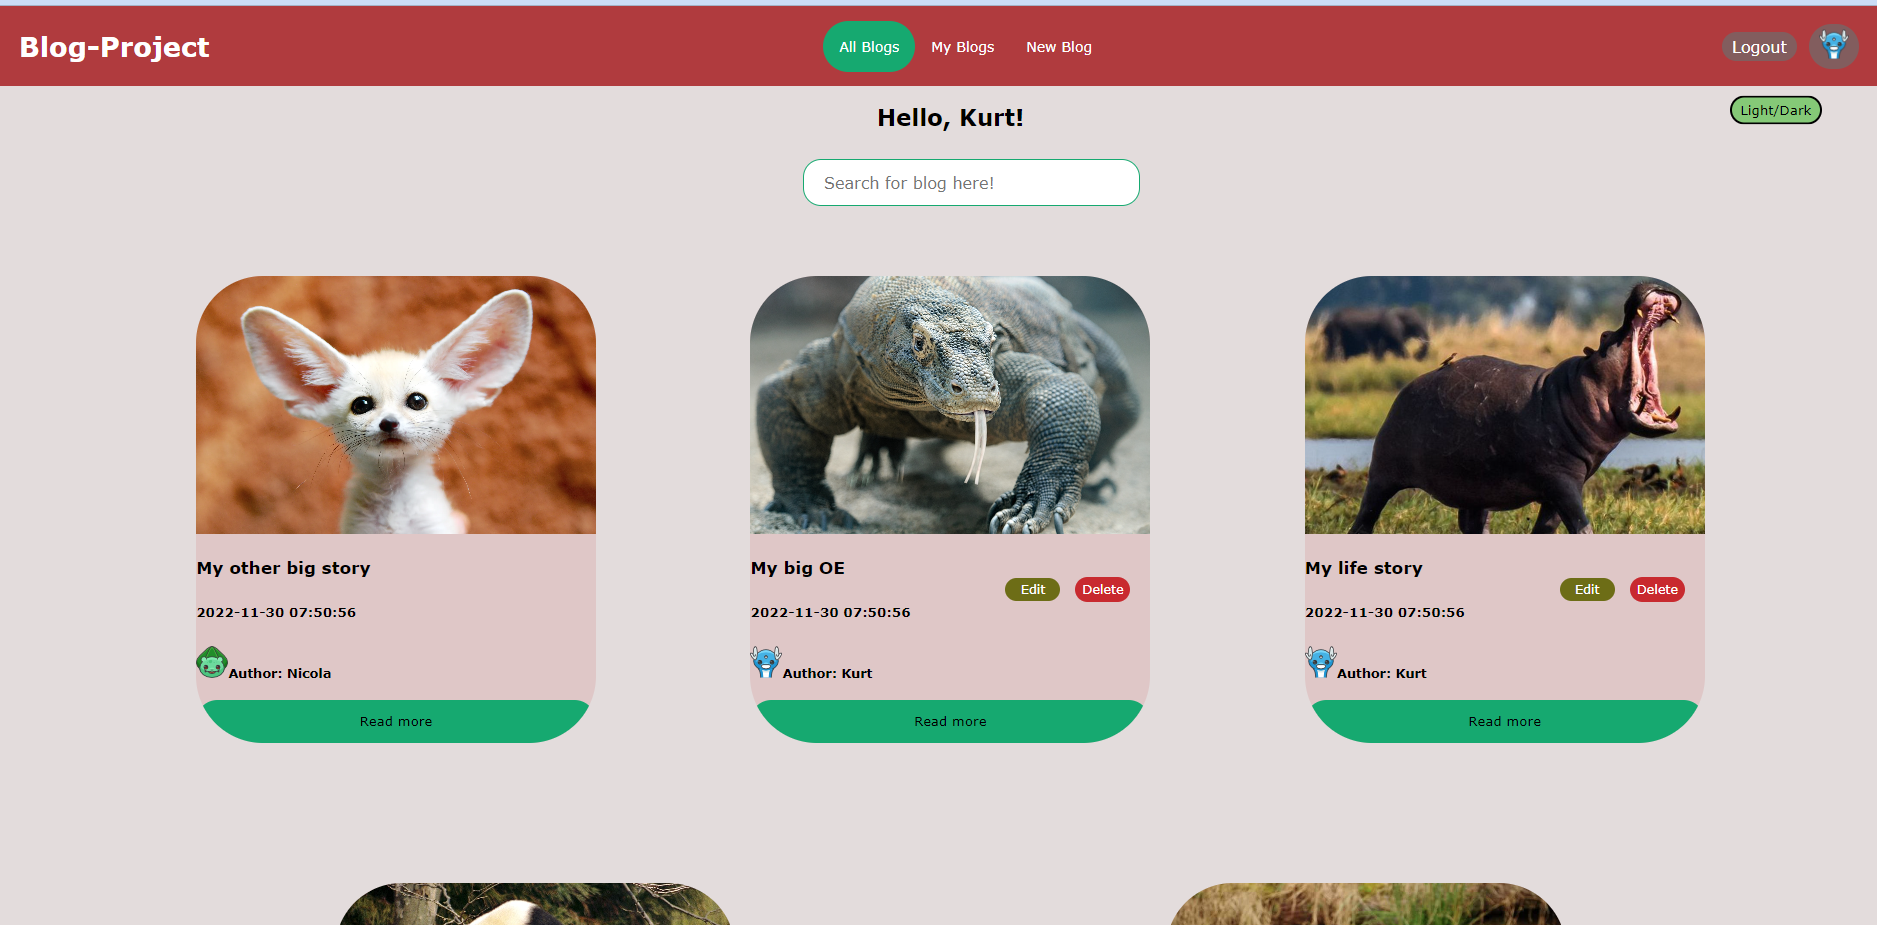 Blog-Project
All Blogs
My Blogs
New Blog
Logout
Hello, Kurt!
Light/Dark
Search for blog here!
My other big story
2022-11-30 07:50:56
Author: Nicola
Read more
My big OE
Edit
Delete
2022-11-30 07:50:56
Author: Kurt
Read more
My life story
Edit
Delete
2022-11-30 07:50:56
Author: Kurt
Read more